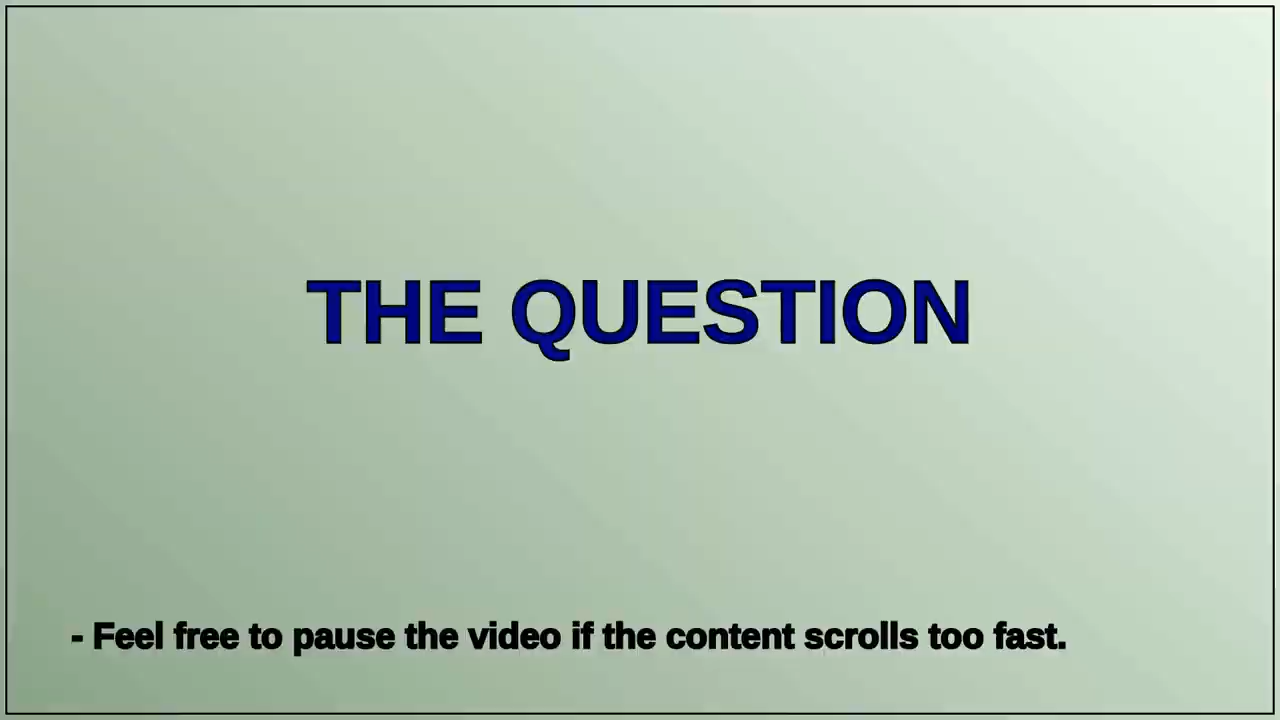 THE QUESTION
- Feel free to pause the video if the content scrolls too fast.